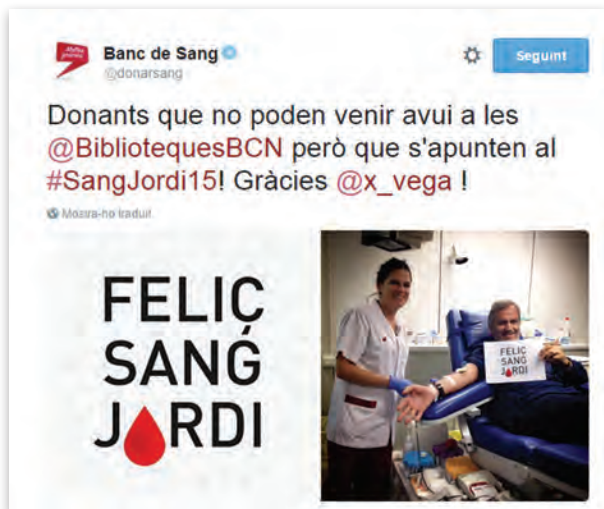 Banc de Sang
@donarsang
Seguint
Donants que no poden venir avui a les
@BibliotequesBCN però que s'apunten al
#SangJordi15! Gràcies @x_vega !
Mostra-ho traduït
FELIÇ
SANG
JORDI
FELIÇ
SANG
JORDI